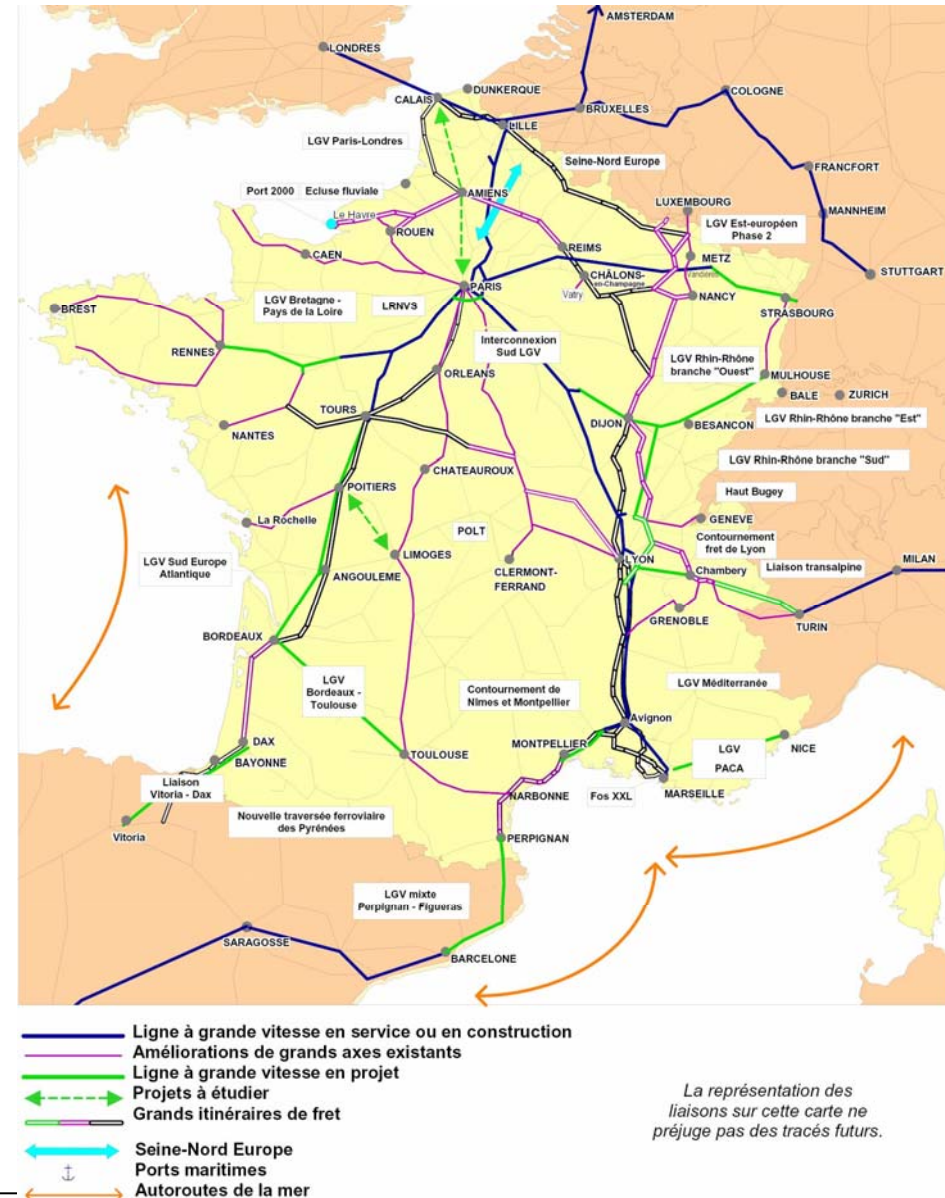 AMSTERDAM
LONDRES
DUNKERQUE
CALAIS
COLOGNE
BRUXELLES
LILLE
LGV Paris-Londres
Seine-Nord Europe
FRANCFORT
Port 2000
Ecluse fluviale
AMIENS
LUXEMBOURG
Le Havre
MANNHEIM
LGV Est-européen
Phase 2
ROUEN
REIMS
CAEN
METZ
STUTTGART
CHÂLONS-
en-Champagne
Vandières
PARIS
Vatry
NANCY
BREST
LGV Bretagne -
Pays de la Loire
LRNVS
STRASBOURG
Interconnexion
Sud LGV
RENNES
LGV Rhin-Rhône
branche "Ouest"
ORLEANS
MULHOUSE
BALE
ZURICH
TOURS
DIJON
BESANCON
LGV Rhin-Rhône branche "Est"
NANTES
LGV Rhin-Rhône branche "Sud"
CHATEAUROUX
POITIERS
Haut Bugey
La Rochelle
GENEVE
POLT
Contournement
fret de Lyon
LIMOGES
LGV Sud Europe
Atlantique
ANGOULEME
CLERMONT-
FERRAND
LYON
Chambery
Liaison transalpine
MILAN
GRENOBLE
TURIN
BORDEAUX
LGV
Bordeaux -
Toulouse
Contournement de
Nimes et Montpellier
LGV Méditerranée
Avignon
DAX
MONTPELLIER
NICE
BAYONNE
TOULOUSE
LGV
PACA
MARSEILLE
Liaison
Vitoria - Dax
NARBONNE
Fos XXL
Vitoria
Nouvelle traversée ferroviaire
des Pyrénées
PERPIGNAN
LGV mixte
Perpignan - Figueras
SARAGOSSE
BARCELONE
Ligne à grande vitesse en service ou en construction
Améliorations de grands axes existants
Ligne à grande vitesse en projet
Projets à étudier
Grands itinéraires de fret
Seine-Nord Europe
Ports maritimes
Autoroutes de la mer
La représentation des
liaisons sur cette carte ne
préjuge pas des tracés futurs.